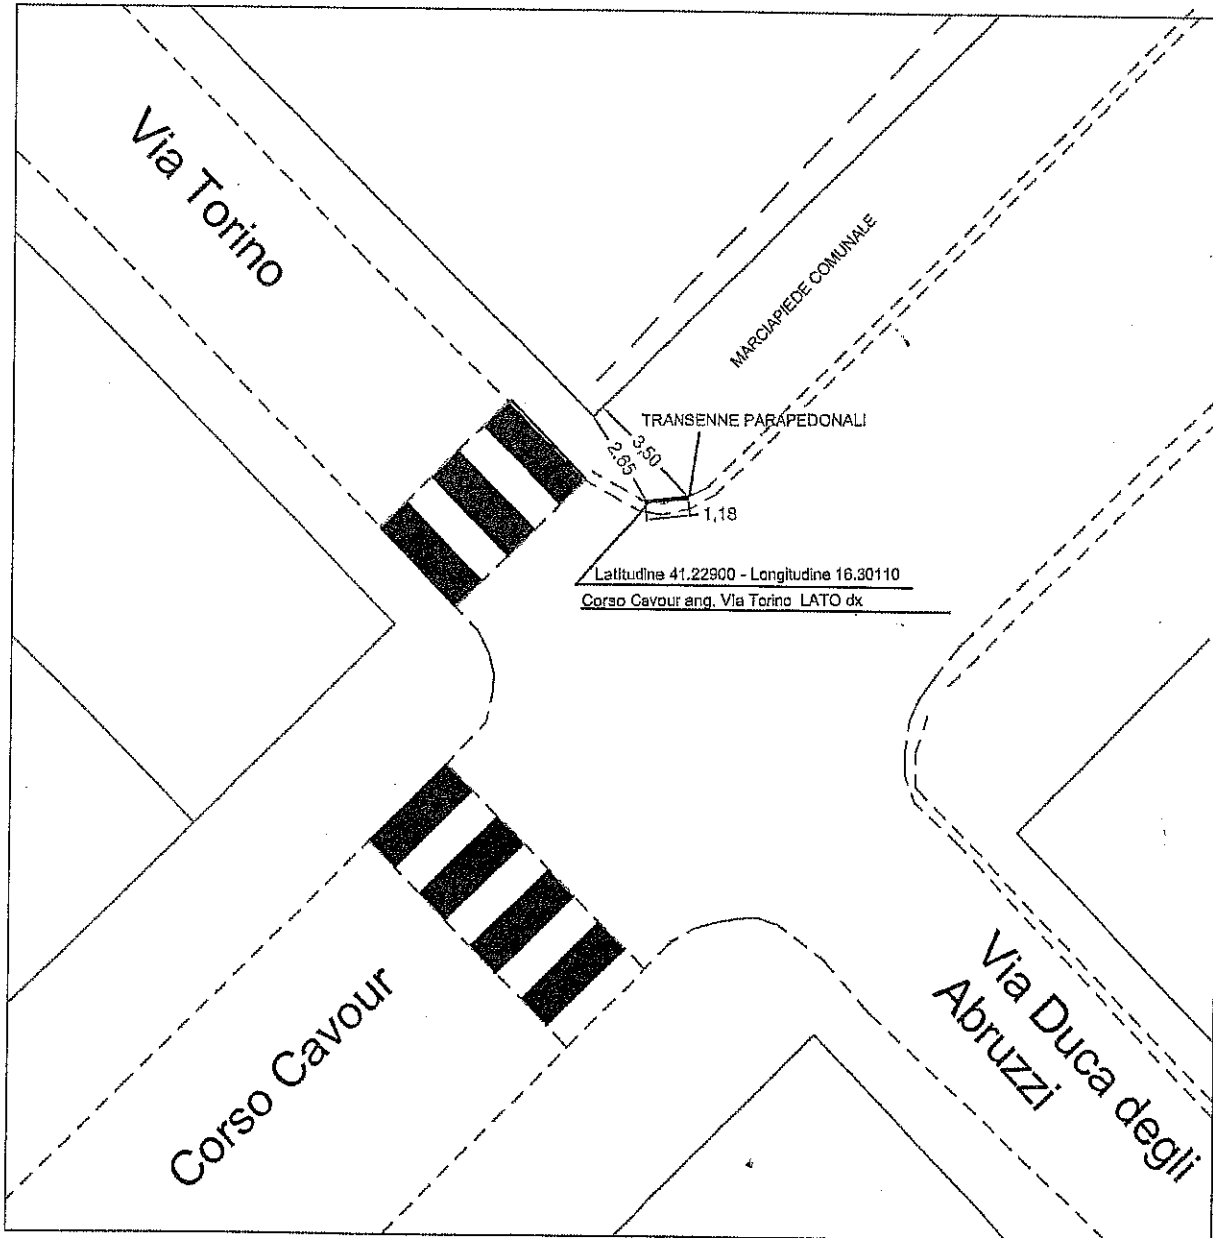 Via Torino
MARCIAPIEDE COMUNALE
TRANSENNE PARAPEDONALI
3,50
2,65
1,18
Latitudine 41.22900 - Longitudine 16.30110
Corso Cavour ang. Via Torino LATO dx
Via Duca degli
Abruzzi
Corso Cavour